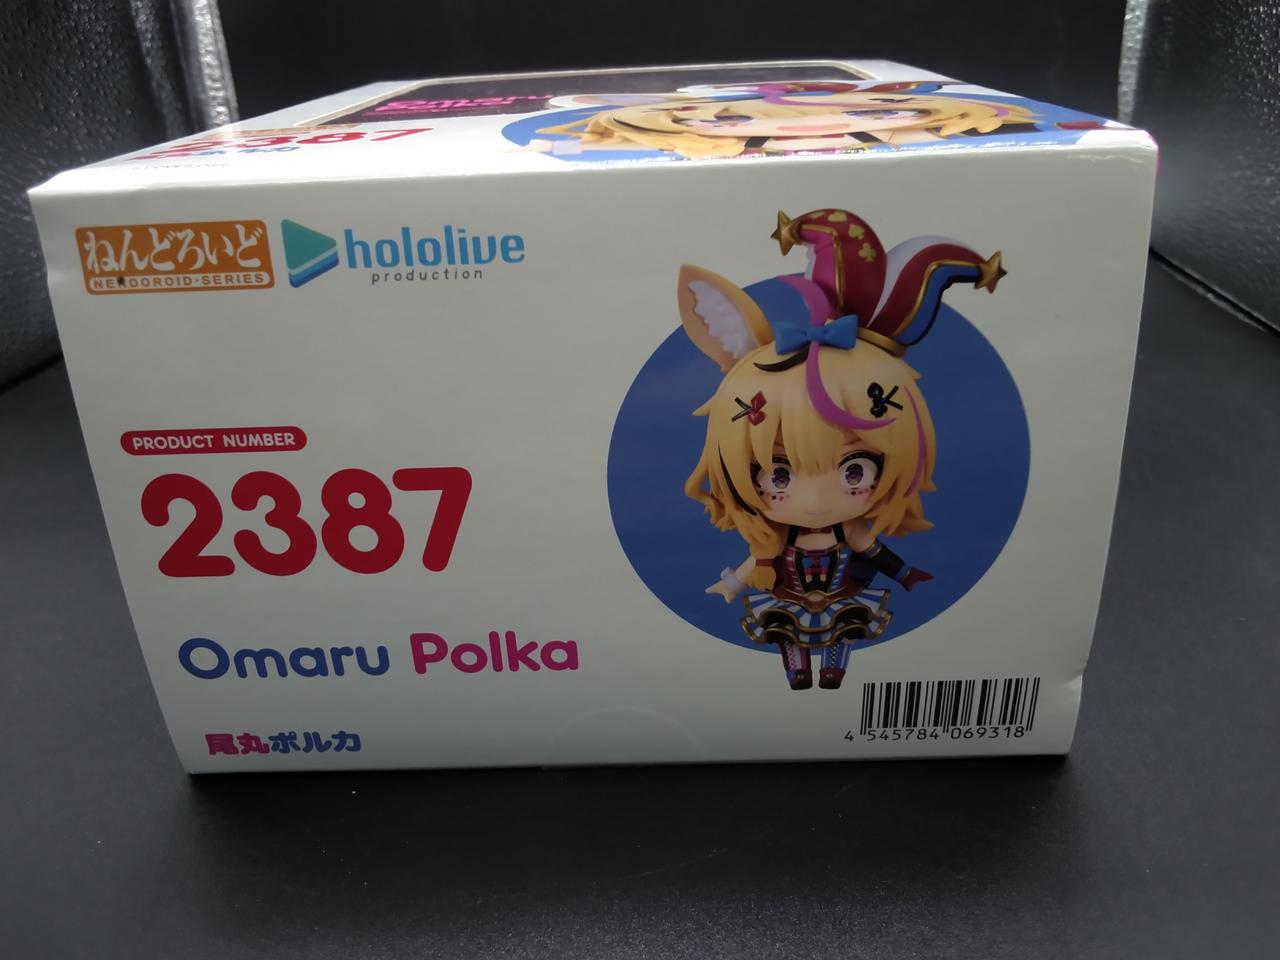 2387
ねんどろいど
NENDOROID-SERIES
hololive
production
PRODUCT NUMBER
2387
Omaru Polka
尾丸ポルカ
4 545784 069318